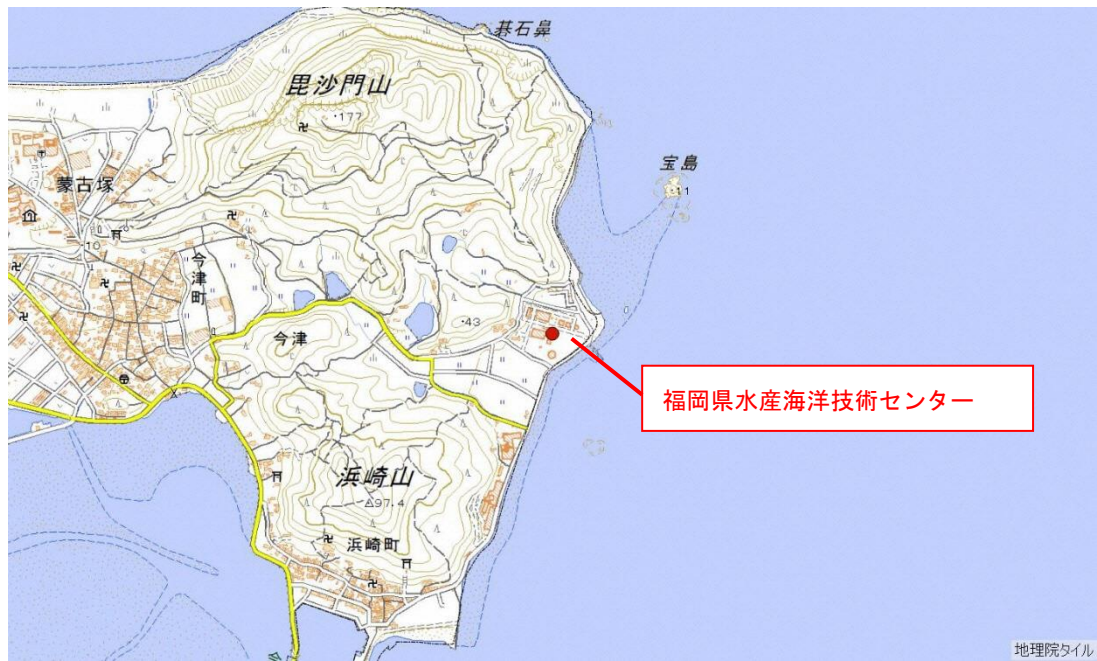 碁石鼻
毘沙門山
・177
宝島
・11
蒙古塚
・10
今津町
・43
今津
福岡県水産海洋技術センター
浜崎山
△97.4
浜崎町
地理院タイル